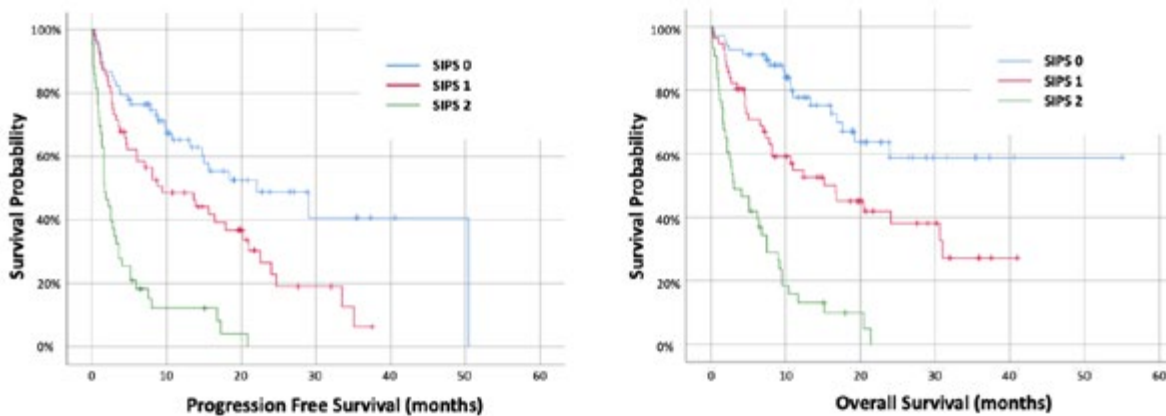 100%
80%
60%
40%
20%
0%
Survival Probability
SIPS 0
SIPS 1
SIPS 2
0 10 20 30 40 50 60
Progression Free Survival (months)
100%
80%
60%
40%
20%
0%
Survival Probability
SIPS 0
SIPS 1
SIPS 2
0 10 20 30 40 50 60
Overall Survival (months)